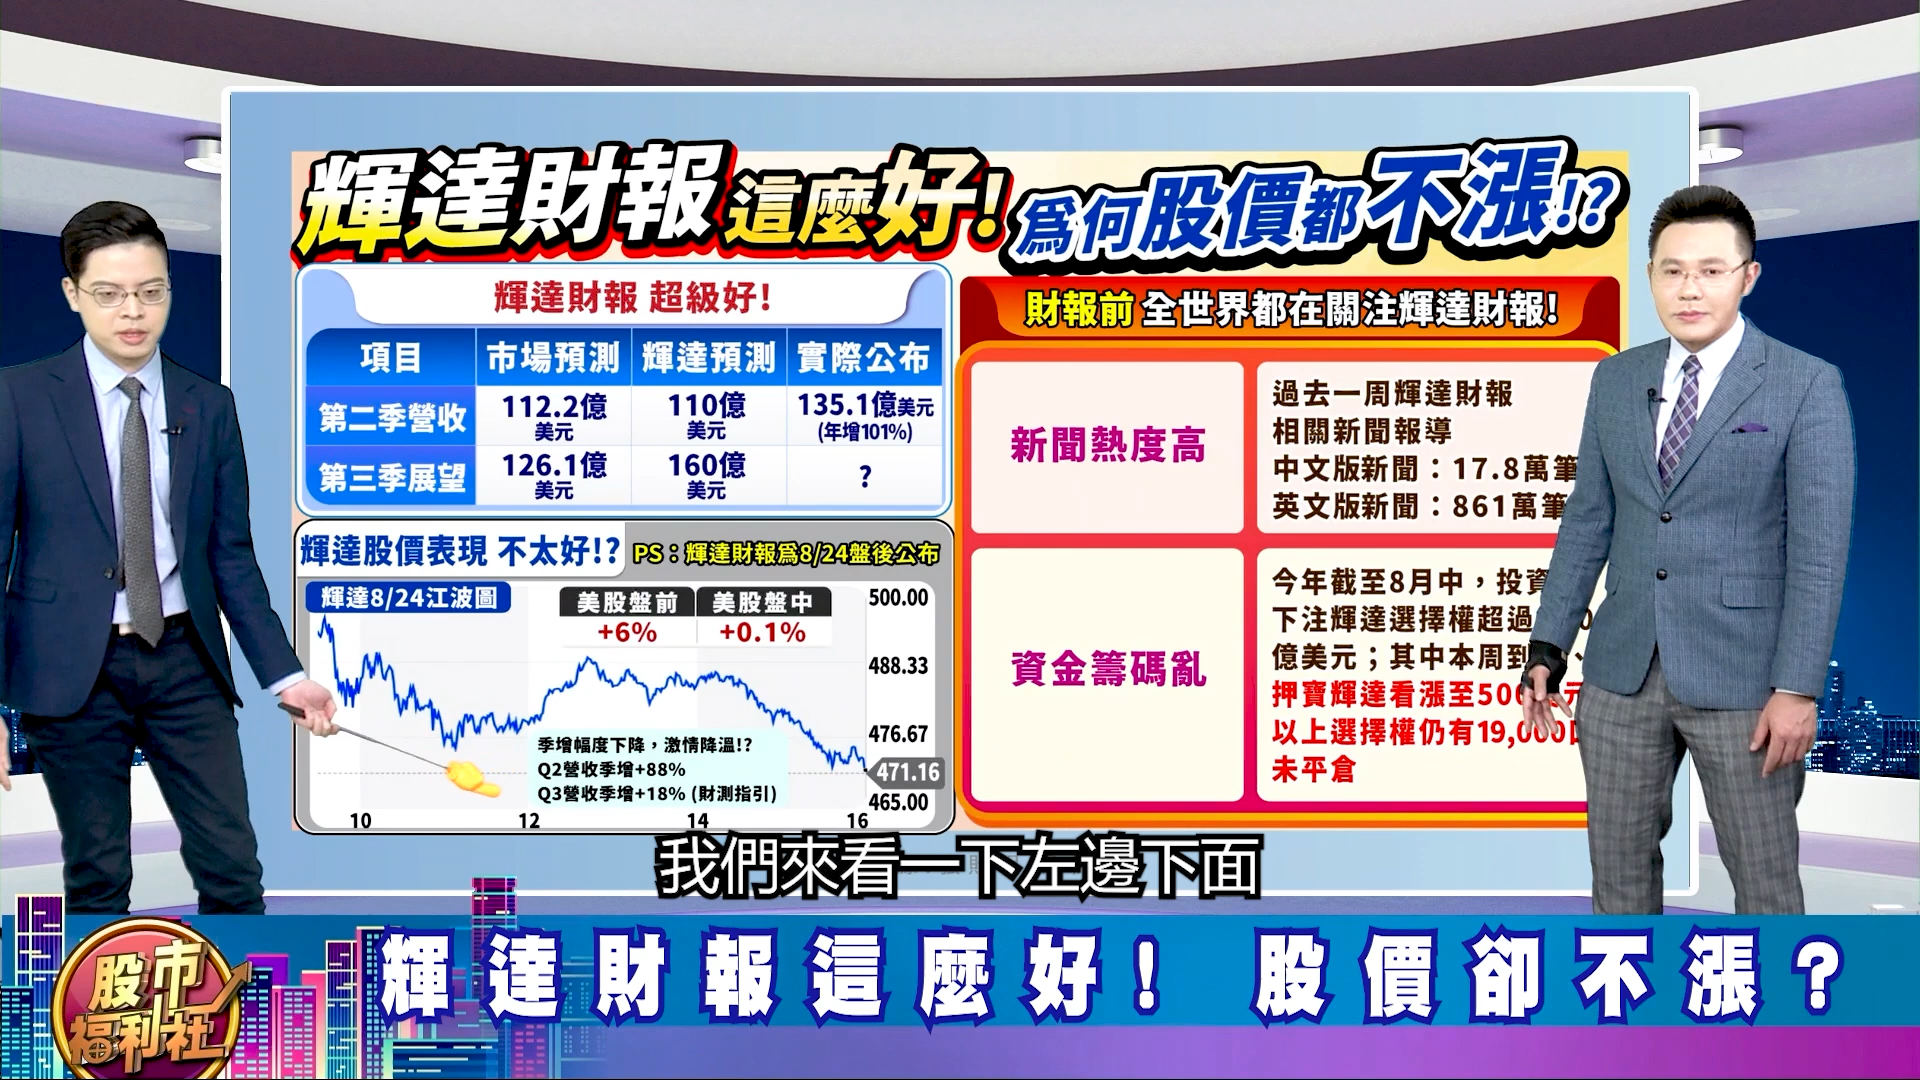 輝達財報這麼好! 為何股價都不漲!?
輝達財報 超級好!
項目 市場預測 輝達預測 實際公布
第二季營收 112.2億美元 110億美元 135.1億美元(年增101%)
第三季展望 126.1億美元 160億美元 ?
輝達股價表現 不太好!?
PS:輝達財報為8/24盤後公布
輝達8/24江波圖
美股盤前 美股盤中
+6% +0.1%
500.00
488.33
476.67
471.16
465.00
季增幅度下降,激情降溫!?
Q2營收季增+88%
Q3營收季增+18% (財測指引)
10 12 14 16
財報前 全世界都在關注輝達財報!
新聞熱度高
過去一周輝達財報
相關新聞報導
中文版新聞:17.8萬筆
英文版新聞:861萬筆
資金籌碼亂
今年截至8月中,投資
下注輝達選擇權超過
億美元;其中本周到
押寶輝達看漲至500
以上選擇權仍有19,000
未平倉
我們來看一下左邊下面
股市福利社
輝達財報這麼好! 股價卻不漲?